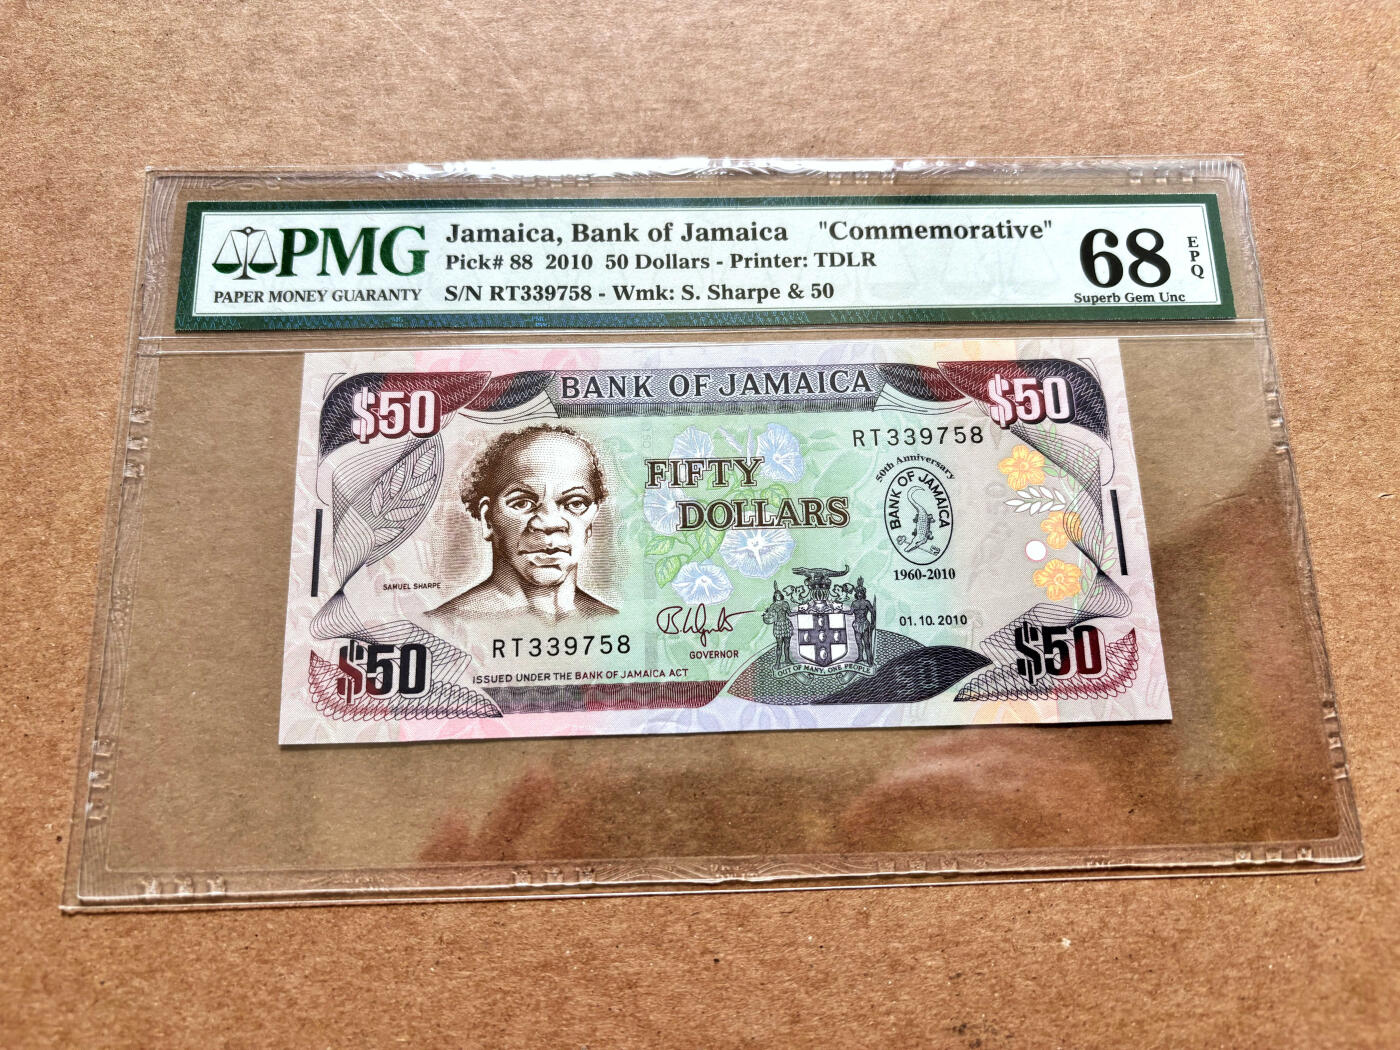 PMG
PAPER MONEY GUARANTY
Jamaica, Bank of Jamaica "Commemorative"
Pick# 88 2010 50 Dollars - Printer: TDLR
S/N RT339758 - Wmk: S. Sharpe & 50
68
EPQ
Superb Gem Unc
$50
BANK OF JAMAICA
$50
RT339758
FIFTY
DOLLARS
50th Anniversary
BANK OF JAMAICA
1960-2010
SAMUEL SHARPE
01.10.2010
RT339758
GOVERNOR
OUT OF MANY, ONE PEOPLE
ISSUED UNDER THE BANK OF JAMAICA ACT
$50
$50